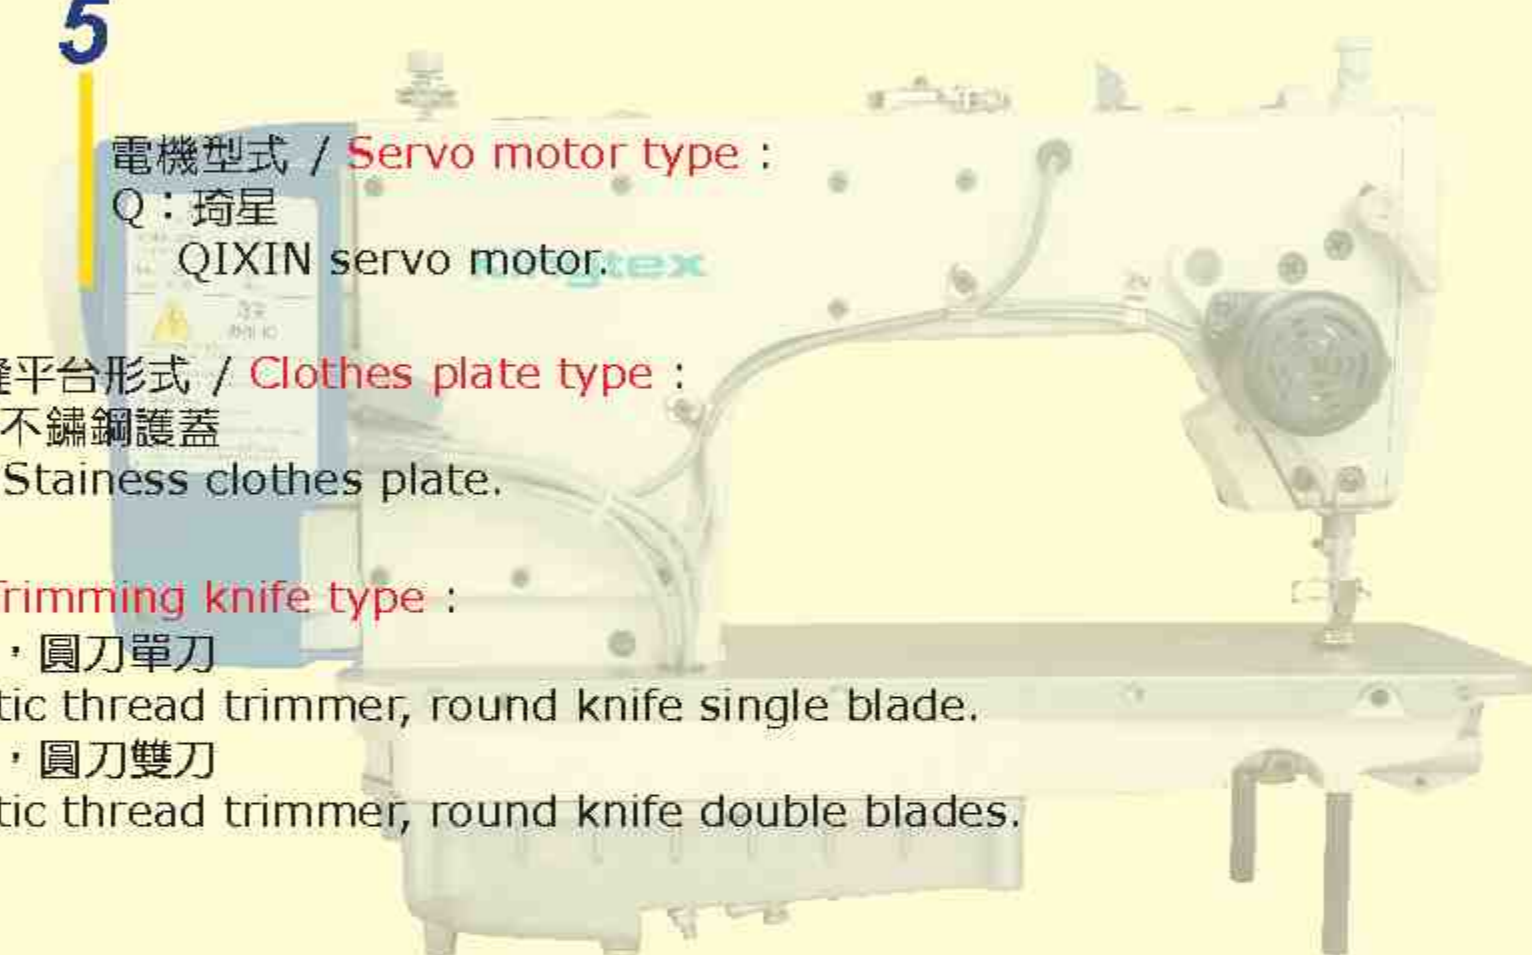 5
電機型式 / Servo motor type :
Q：琦星
QIXIN servo motor.
tex
平台形式 / Clothes plate type :
不鏽鋼護蓋
Stainess clothes plate.
rimming knife type :
，圓刀單刀
tic thread trimmer, round knife single blade.
，圓刀雙刀
tic thread trimmer, round knife double blades.